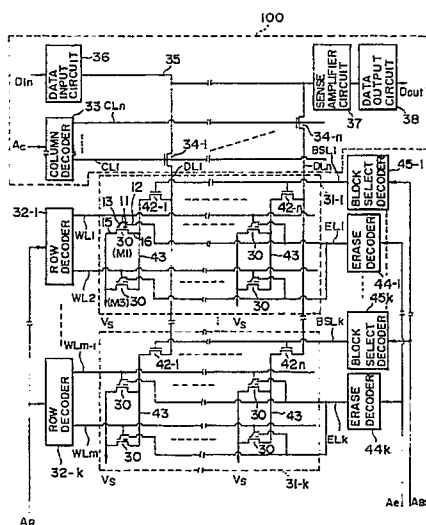 100
36
35
Din
DATA INPUT CIRCUIT
SENSE AMPLIFIER CIRCUIT
DATA OUTPUT CIRCUIT
Dout
33
CLn
37
38
AC
COLUMN DECODER
34-1
34-n
CL1
DL1
DLn
BSL1
45-1
31-1
32-1
13 11 12
42-1
42-n
BLOCK SELECT DECODER
ROW DECODER
WL1
15
30
16
(M1)
43
30
43
EL1
44-1
ERASE DECODER
WL2
(M3)
30
30
VS
VS
45k
BSLk
42-1
42n
BLOCK SELECT DECODER
WLm-1
30
43
30
43
ROW DECODER
WLm
30
30
ELk
ERASE DECODER
44k
32-k
VS
VS
31-k
AR
Ae
AB